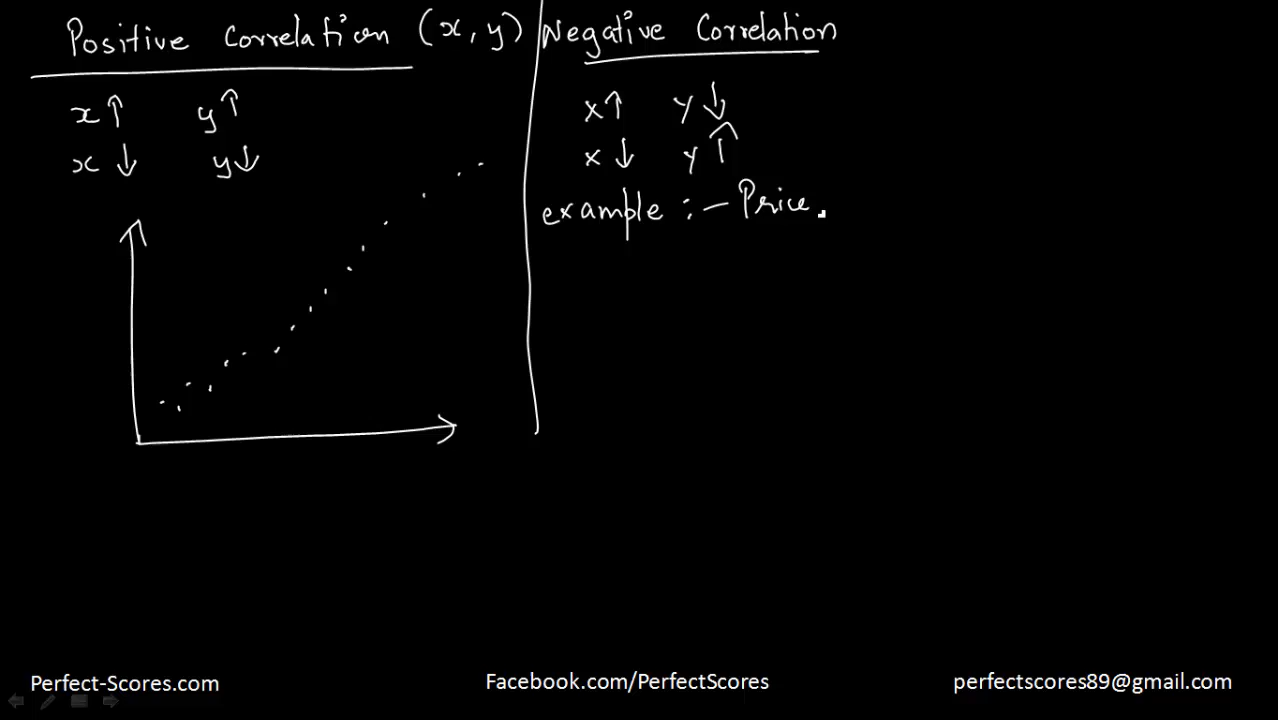 Positive Correlation (x, y)
x↑ y↑
x↓ y↓
Negative Correlation
x↑ y↓
x↓ y↑
example :- Price.
Perfect-Scores.com
Facebook.com/PerfectScores
perfectscores89@gmail.com